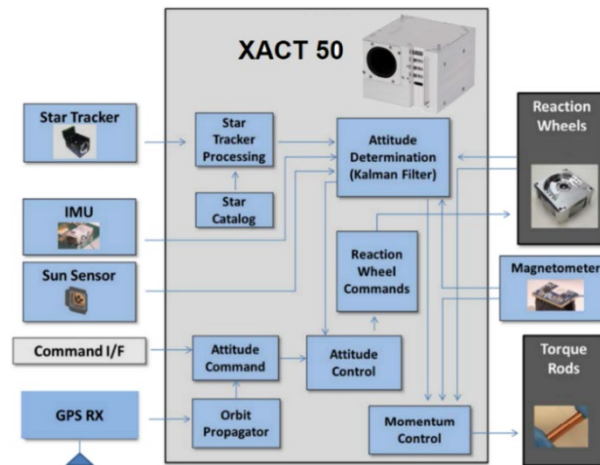 XACT 50
Star Tracker
Star
Tracker
Processing
Attitude
Determination
(Kalman Filter)
Reaction
Wheels
Star
Catalog
IMU
Sun Sensor
Reaction
Wheel
Commands
Magnetometer
Command I/F
Attitude
Command
Attitude
Control
Torque
Rods
GPS RX
Orbit
Propagator
Momentum
Control